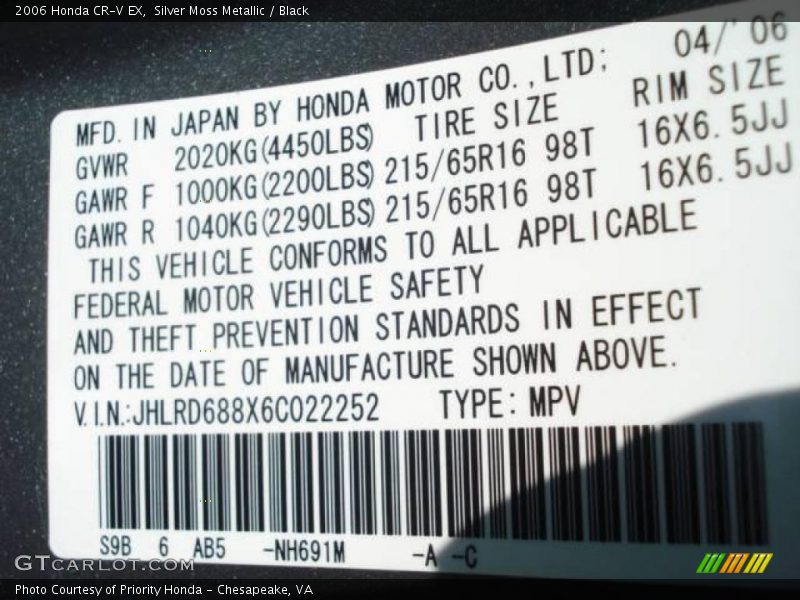 2006 Honda CR-V EX, Silver Moss Metallic / Black
MFD. IN JAPAN BY HONDA MOTOR CO.,LTD; 04/'06
GVWR 2020KG(4450LBS) TIRE SIZE RIM SIZE
GAWR F 1000KG(2200LBS) 215/65R16 98T 16X6.5JJ
GAWR R 1040KG(2290LBS) 215/65R16 98T 16X6.5JJ
THIS VEHICLE CONFORMS TO ALL APPLICABLE
FEDERAL MOTOR VEHICLE SAFETY
AND THEFT PREVENTION STANDARDS IN EFFECT
ON THE DATE OF MANUFACTURE SHOWN ABOVE.
V.I.N.:JHLRD688X6C022252 TYPE: MPV
S9B 6 AB5 -NH691M -A -C
GTCarLot.com
Photo Courtesy of Priority Honda - Chesapeake, VA